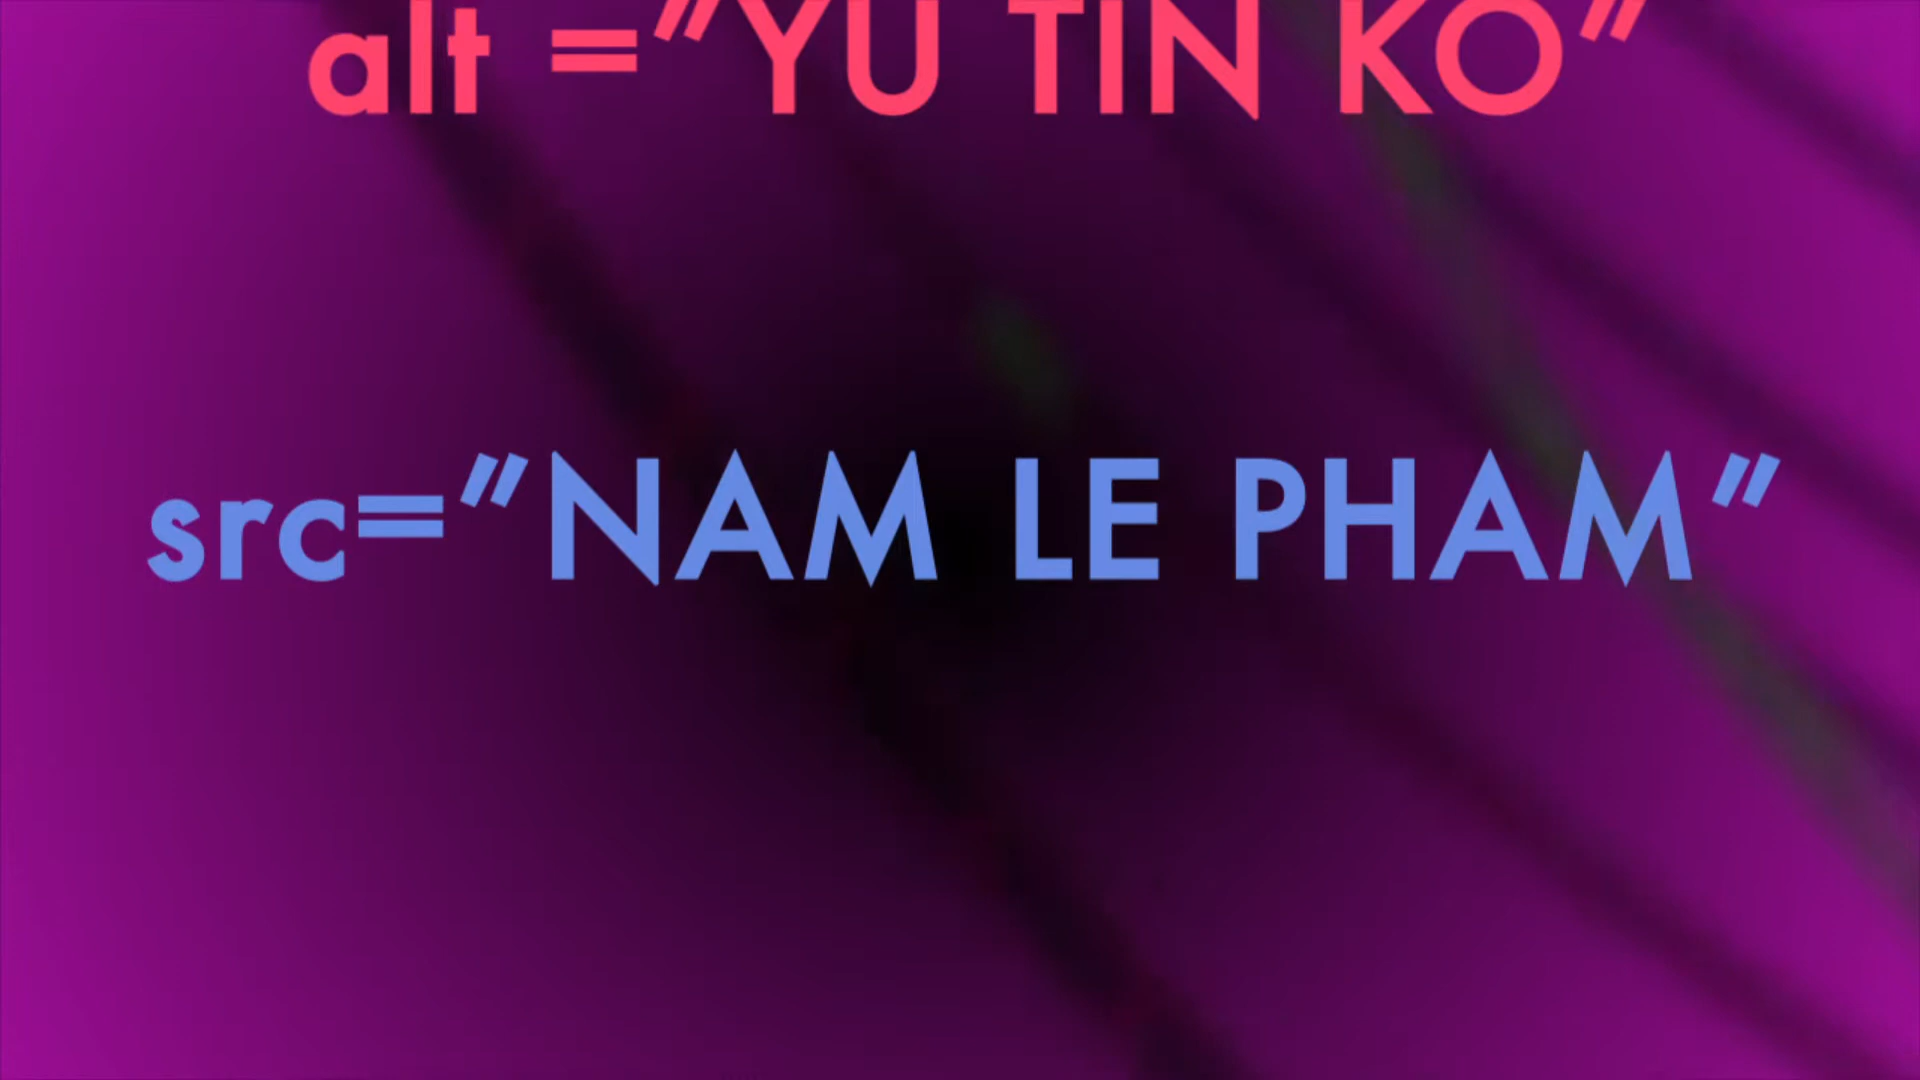 alt ="YU TIN KO"
src="NAM LE PHAM"